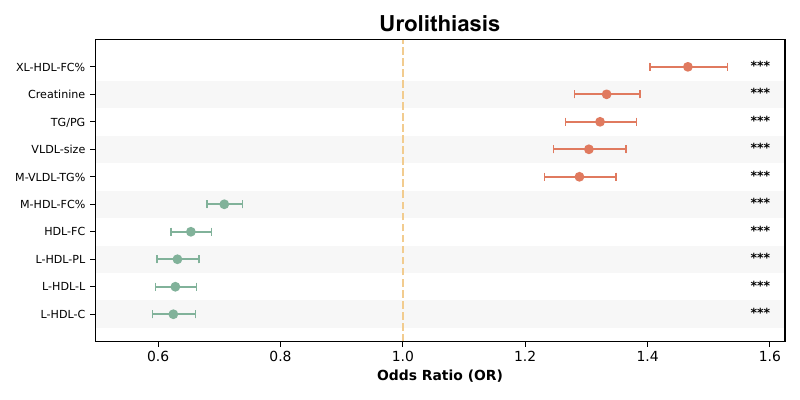 Urolithiasis
XL-HDL-FC% ***
Creatinine ***
TG/PG ***
VLDL-size ***
M-VLDL-TG% ***
M-HDL-FC% ***
HDL-FC ***
L-HDL-PL ***
L-HDL-L ***
L-HDL-C ***
0.6 0.8 1.0 1.2 1.4 1.6
Odds Ratio (OR)